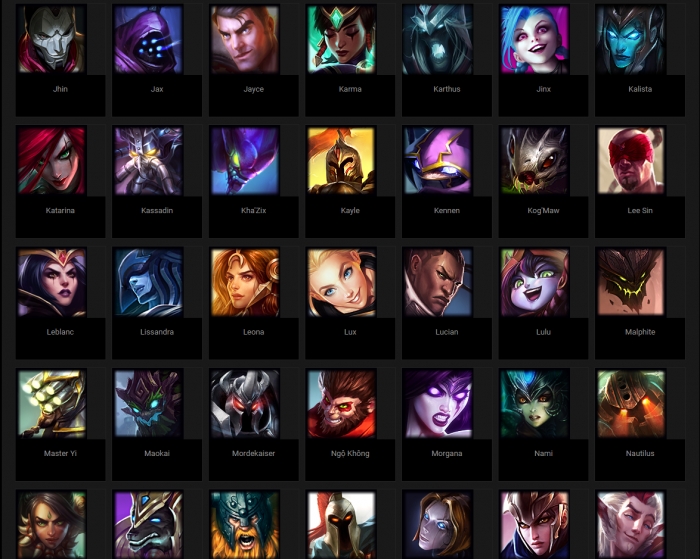 Jhin
Jax
Jayce
Karma
Karthus
Jinx
Kalista
Katarina
Kassadin
Kha'Zix
Kayle
Kennen
Kog'Maw
Lee Sin
Leblanc
Lissandra
Leona
Lux
Lucian
Lulu
Malphite
Master Yi
Maokai
Mordekaiser
Ngộ Không
Morgana
Nami
Nautilus